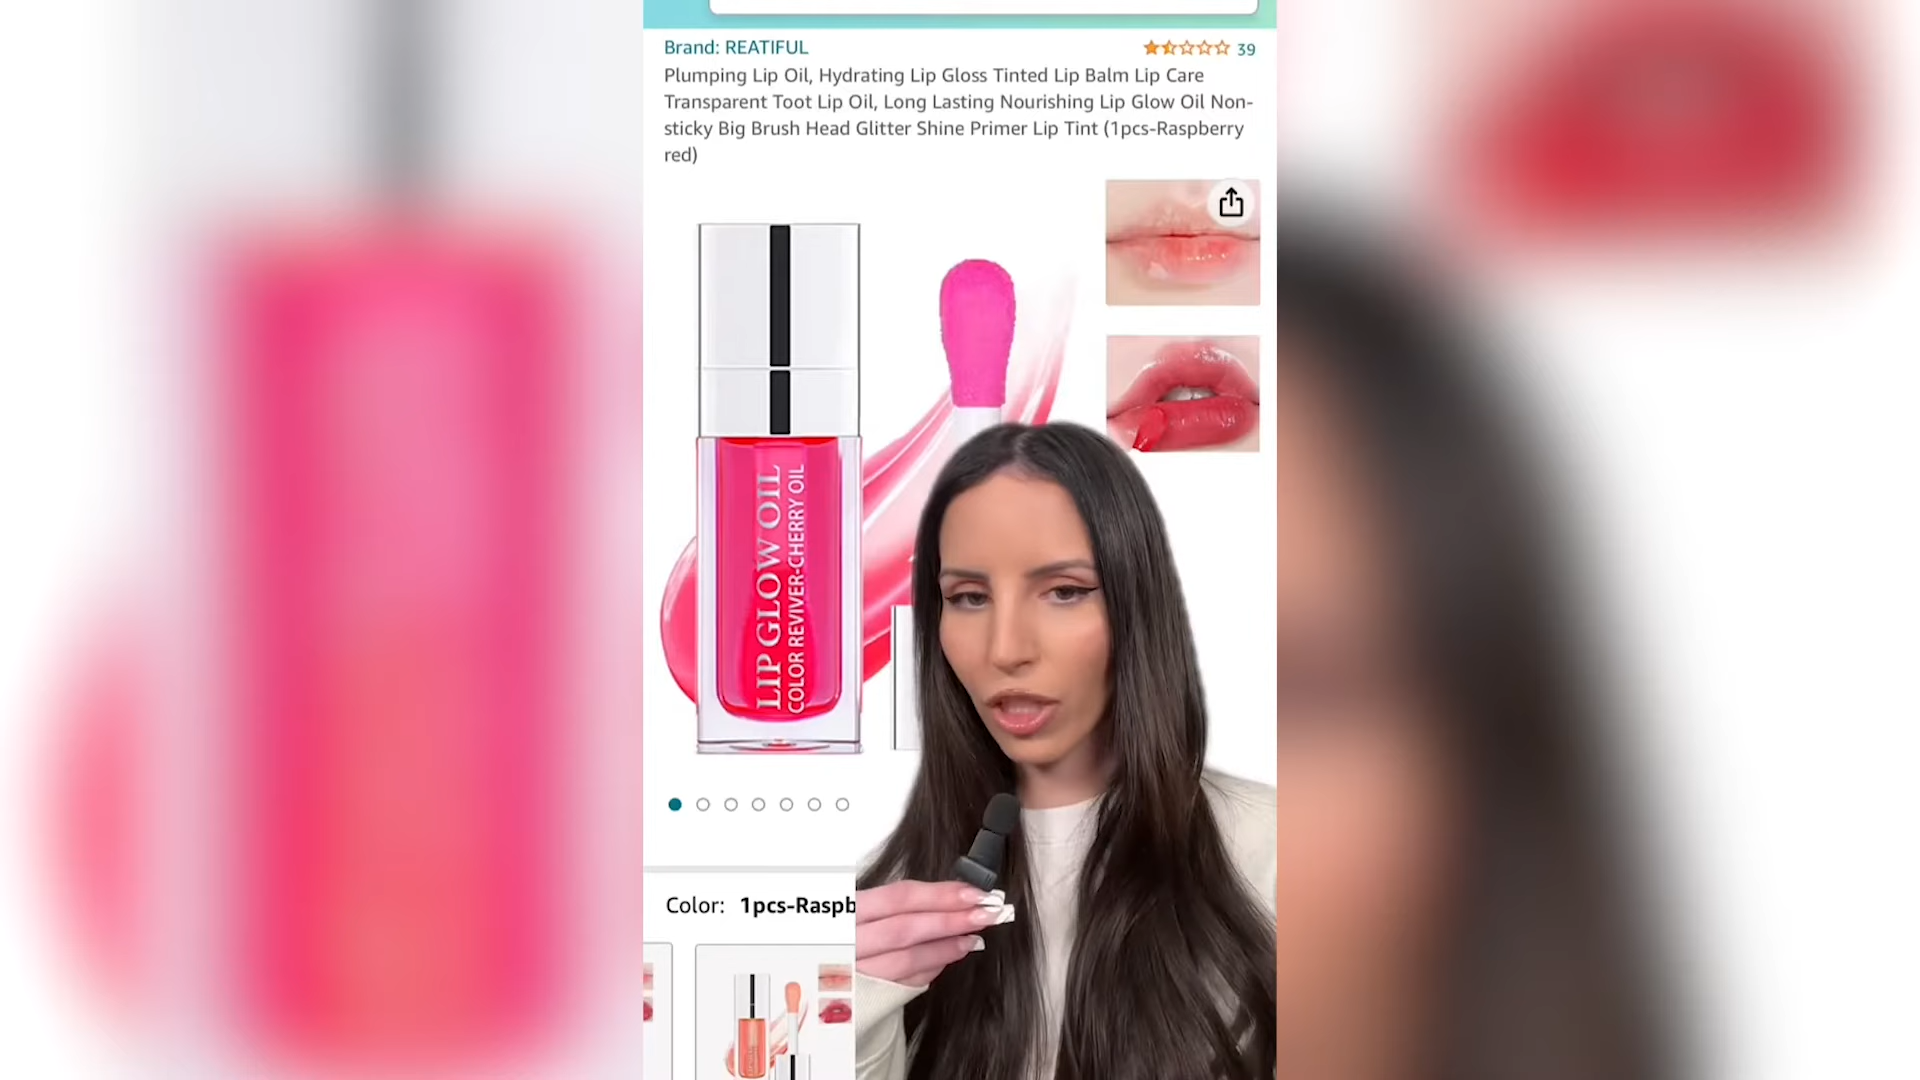 Brand: REATIFUL
39
Plumping Lip Oil, Hydrating Lip Gloss Tinted Lip Balm Lip Care
Transparent Toot Lip Oil, Long Lasting Nourishing Lip Glow Oil Non-
sticky Big Brush Head Glitter Shine Primer Lip Tint (1pcs-Raspberry
red)
LIP GLOW OIL
COLOR REVIVER-CHERRY OIL
Color: 1pcs-Raspb